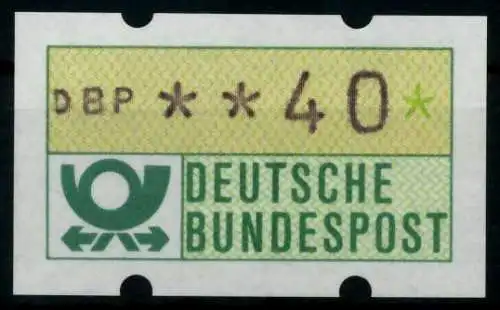 DBP **40*
DEUTSCHE
BUNDESPOST